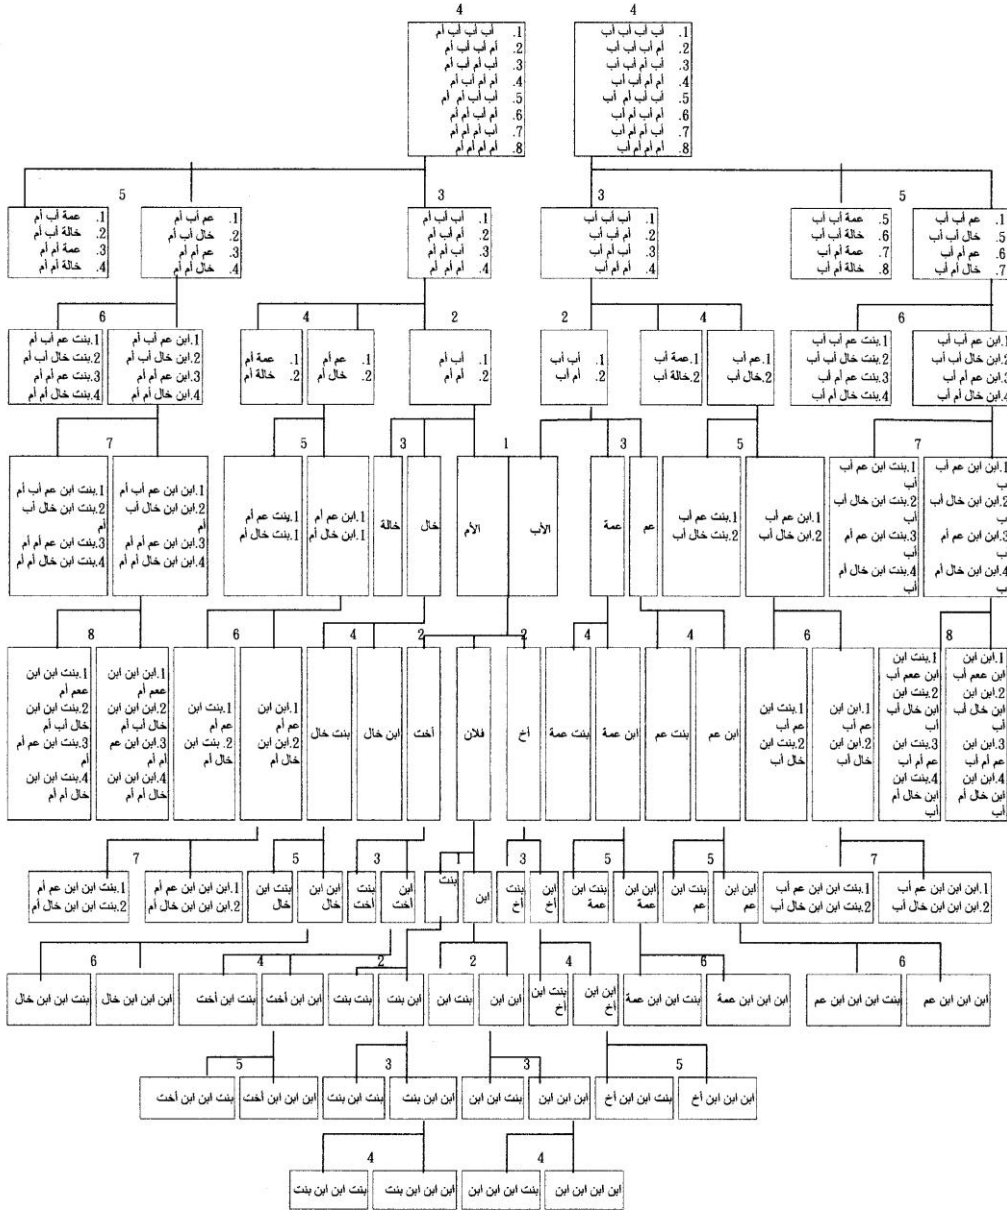 4
4
1. أب أب أب أب
2. أم أب أب أب
3. أب أم أب أب
4. أم أم أب أب
5. أب أب أم أب
6. أم أب أم أب
7. أب أم أم أب
8. أم أم أم أب
1. أب أب أب أم
2. أم أب أب أم
3. أب أم أب أم
4. أم أم أب أم
5. أب أب أم أم
6. أم أب أم أم
7. أب أم أم أم
8. أم أم أم أم
5
3
3
5
1. عم أب أب
5. خال أب أب
6. عم أم أب
7. خال أم أب
5. عمة أب أب
6. خالة أب أب
7. عمة أم أب
8. خالة أم أب
1. أب أب أب
2. أم أب أب
3. أب أم أب
4. أم أم أب
1. أب أب أم
2. أم أب أم
3. أب أم أم
4. أم أم أم
1. عم أب أم
2. خال أب أم
3. عم أم أم
4. خال أم أم
1. عمة أب أم
2. خالة أب أم
3. عمة أم أم
4. خالة أم أم
6
4
2
2
4
6
1.ابن عم أب أب
2.ابن خال أب أب
3.ابن عم أم أب
4.ابن خال أم أب
1.بنت عم أب أب
2.بنت خال أب أب
3.بنت عم أم أب
4.بنت خال أم أب
1.عم أب
2.خال أب
1.عمة أب
2.خالة أب
1. أب أب
2. أم أب
1. أب أم
2. أم أم
1. عم أم
2. خال أم
1. عمة أم
2. خالة أم
1.ابن عم أب أم
2.ابن خال أب أم
3.ابن عم أم أم
4.ابن خال أم أم
1.بنت عم أب أم
2.بنت خال أب أم
3.بنت عم أم أم
4.بنت خال أم أم
7
5
3
1
3
5
7
1.ابن ابن عم أب
أب
2.ابن ابن خال أب
أب
3.ابن ابن عم أم
أب
4.ابن ابن خال أم
أب
1.بنت ابن عم أب
أب
2.بنت ابن خال أب
أب
3.بنت ابن عم أم
أب
4.بنت ابن خال أم
أب
1.ابن عم أب
2.ابن خال أب
1.بنت عم أب
2.بنت خال أب
عم
عمة
الأب
الأم
خال
خالة
1.ابن عم أم
1.ابن خال أم
1.بنت عم أم
1.بنت خال أم
1.ابن ابن عم أب أم
2.ابن ابن خال أب
أم
3.ابن ابن عم أم أم
4.ابن ابن خال أم أم
1.بنت ابن عم أب أم
2.بنت ابن خال أب
أم
3.بنت ابن عم أم أم
4.بنت ابن خال أم أم
8
6
4
4
2
2
4
6
8
1.ابن ابن
ابن ععم أب
2.ابن ابن
ابن خال أب
أب
3.ابن ابن
عم أم أب
4.ابن ابن
ابن خال أم
أب
1.بنت ابن
ابن ععم أب
2.بنت ابن
ابن خال أب
أب
3.بنت ابن
عم أم أب
4.بنت ابن
ابن خال أم
أب
1.ابن ابن
عم أب
2.ابن ابن
خال أب
1.بنت ابن
عم أب
2.بنت ابن
خال أب
ابن عم
بنت عم
ابن عمة
بنت عمة
أخ
فلان
أخت
ابن خال
بنت خال
1.ابن ابن
عم أم
2.ابن ابن
خال أم
1.بنت ابن
عم أم
2. بنت ابن
خال أم
1.ابن ابن ابن
ععم أم
2.ابن ابن ابن
خال أب أم
3.ابن ابن عم
أم أم
4.ابن ابن ابن
خال أم أم
1.بنت ابن ابن
ععم أم
2.بنت ابن ابن
خال أب أم
3.بنت ابن عم أم
أم
4.بنت ابن ابن
خال أم أم
7
5
5
3
1
3
5
7
1.ابن ابن ابن عم أب
2.ابن ابن ابن خال أب
1.بنت ابن ابن عم أب
2.بنت ابن ابن خال أب
ابن ابن
عم
بنت ابن
عم
ابن ابن
عمة
بنت ابن
عمة
ابن
أخ
بنت
أخ
ابن
بنت
ابن
أخت
بنت
أخت
ابن ابن
خال
بنت ابن
خال
1.ابن ابن ابن عم أم
2.ابن ابن ابن خال أم
1.بنت ابن ابن عم أم
2.بنت ابن ابن خال أم
6
6
4
2
2
4
6
ابن ابن ابن عم
بنت ابن ابن ابن عم
ابن ابن ابن عمة
بنت ابن ابن عمة
ابن ابن
أخ
بنت ابن
أخ
ابن ابن
بنت ابن
ابن بنت
بنت بنت
ابن ابن أخت
بنت ابن أخت
ابن ابن ابن خال
بنت ابن ابن خال
5
3
3
5
ابن ابن ابن أخ
بنت ابن ابن أخ
ابن ابن ابن
بنت ابن ابن
ابن ابن بنت
بنت ابن بنت
ابن ابن ابن أخت
بنت ابن ابن أخت
4
4
ابن ابن ابن ابن
بنت ابن ابن ابن
ابن ابن ابن بنت
بنت ابن ابن بنت